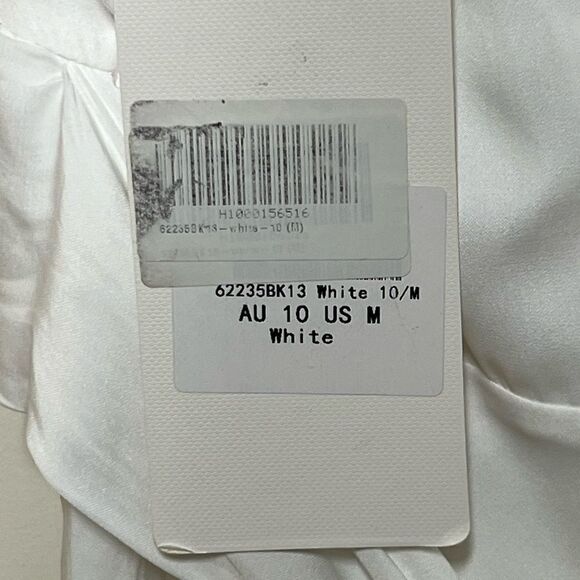 H1000156516
62235BK13-white-10 (M)
62235BK13 White 10/M
AU 10 US M
White